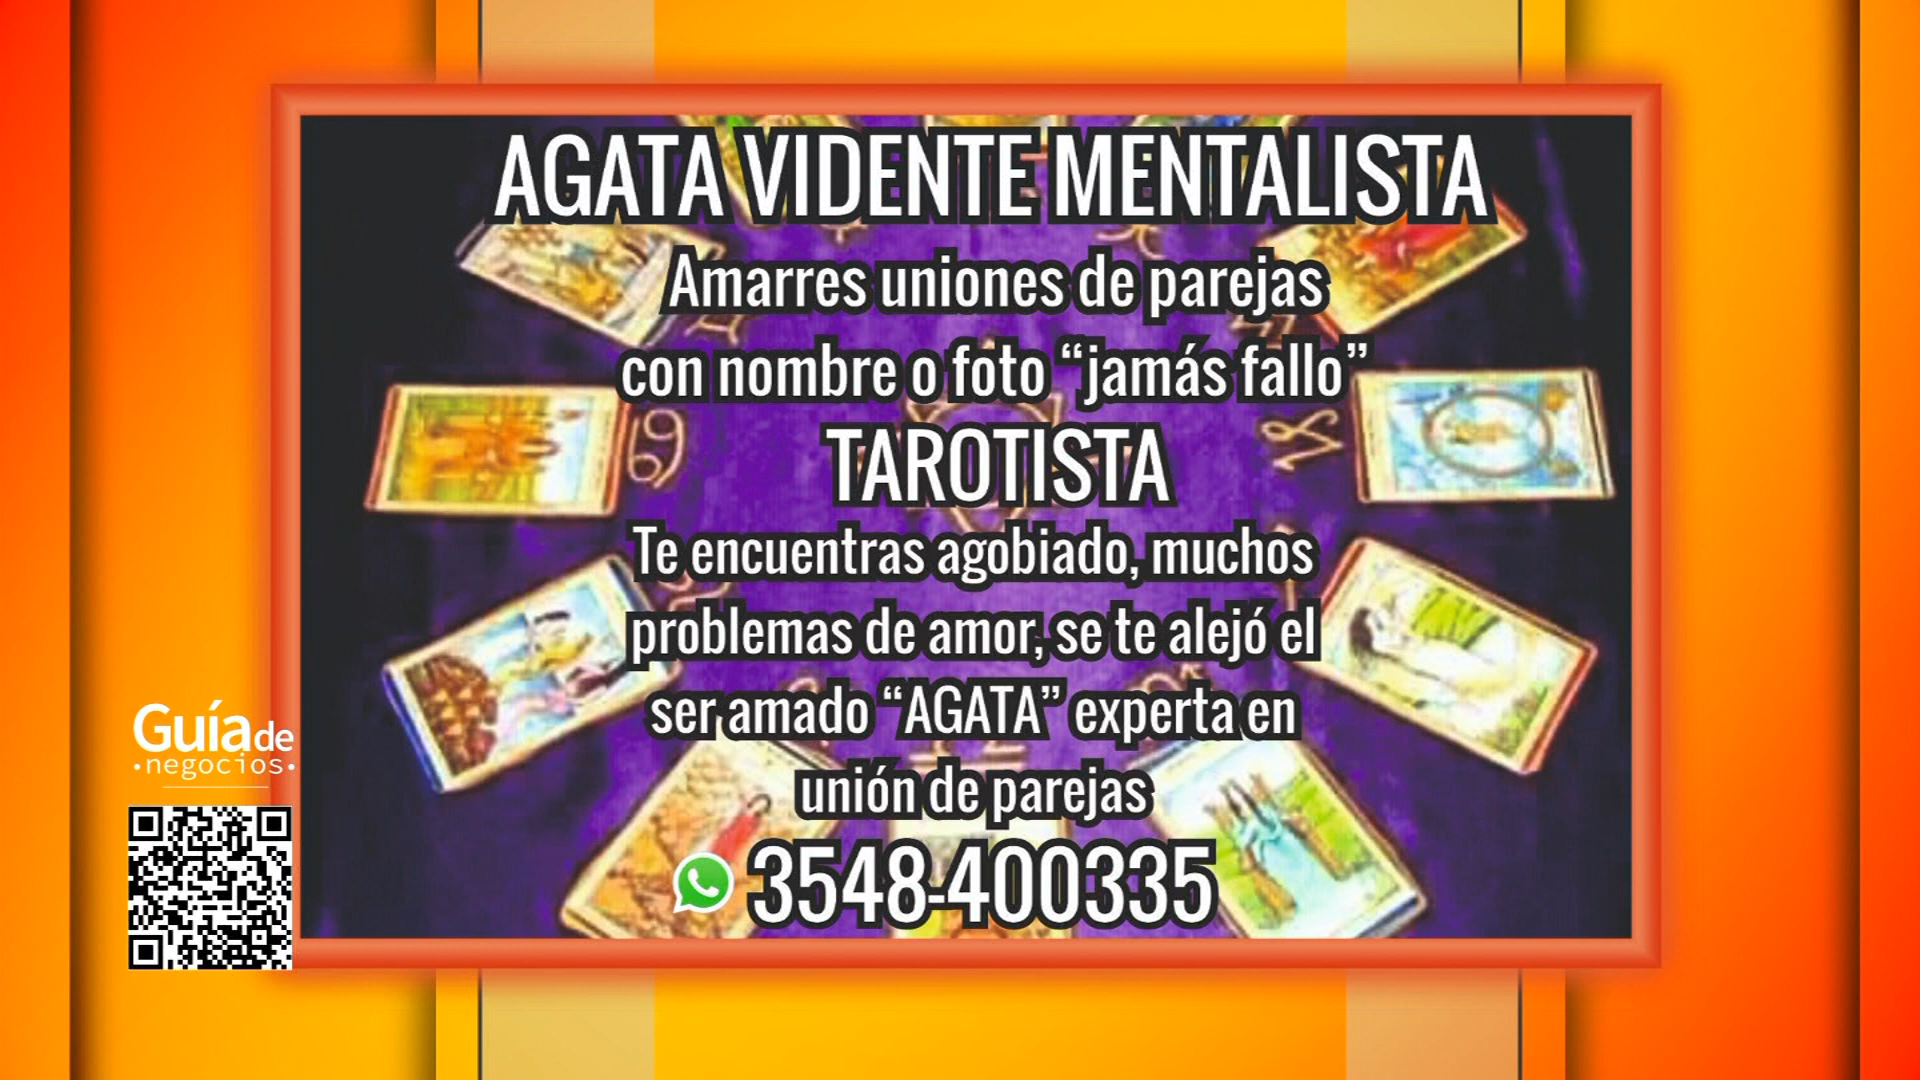 AGATA VIDENTE MENTALISTA
Amarres uniones de parejas
con nombre o foto “jamás fallo”
TAROTISTA
Te encuentras agobiado, muchos
problemas de amor, se te alejó el
ser amado “AGATA” experta en
unión de parejas
3548-400335
Guía de
•negocios•